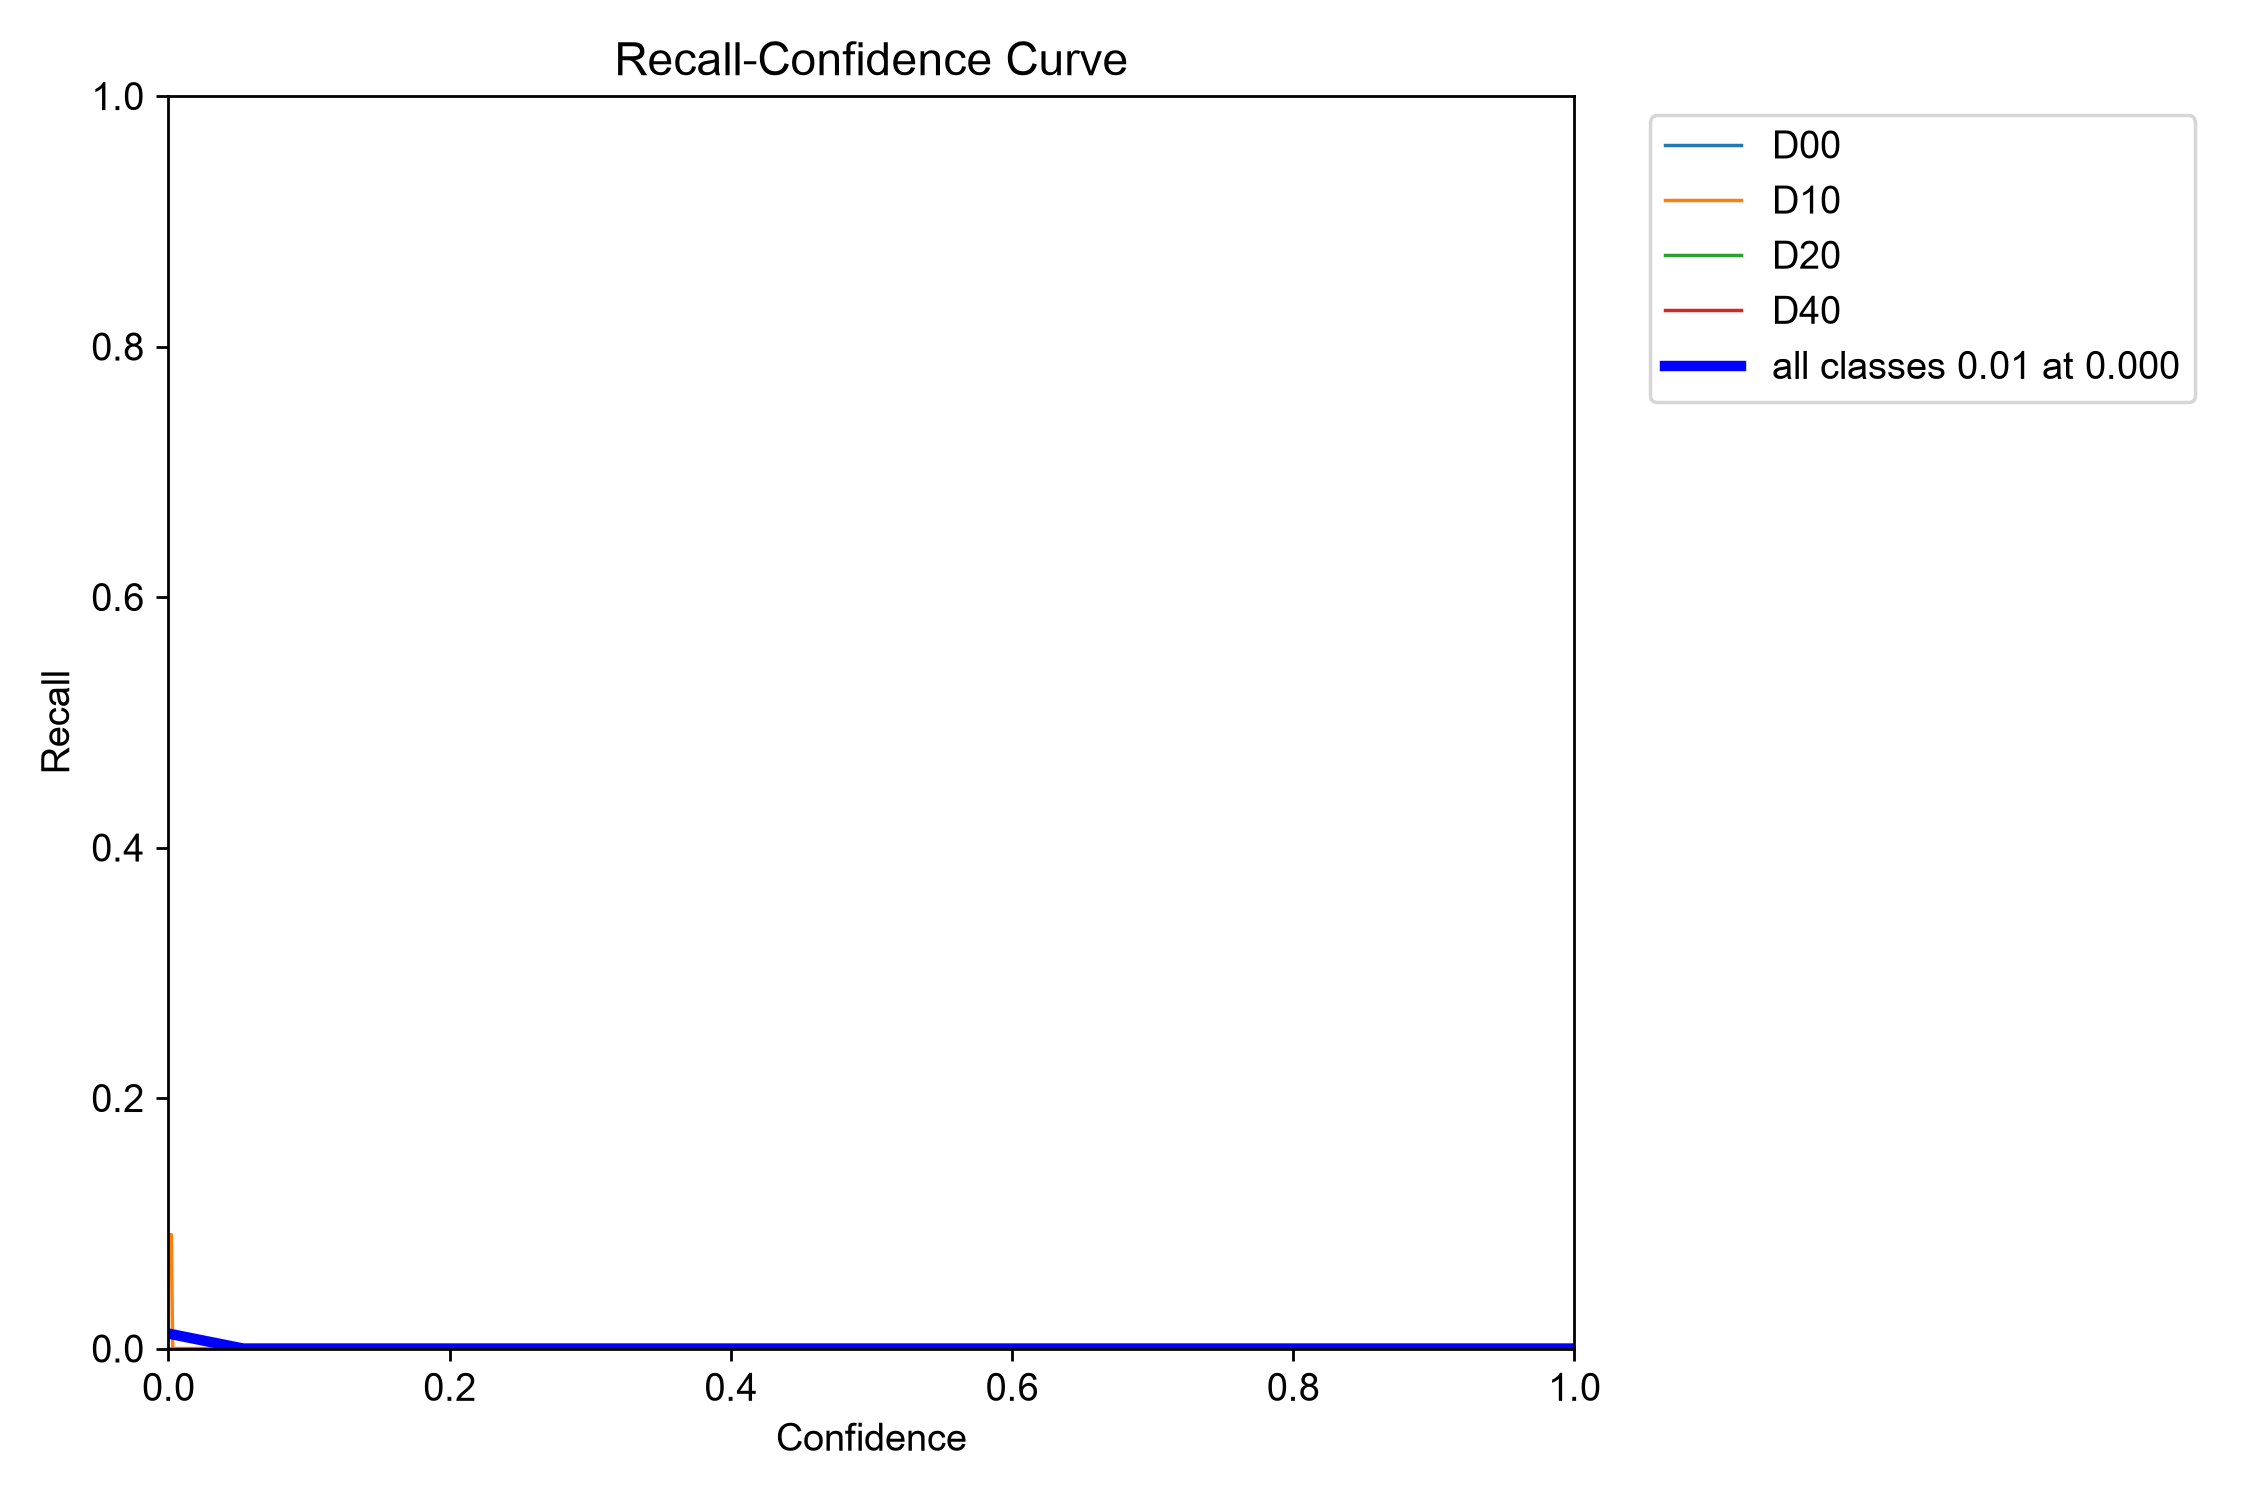 Recall-Confidence Curve
1.0
0.8
0.6
0.4
0.2
0.0
Recall
0.0 0.2 0.4 0.6 0.8 1.0
Confidence
D00
D10
D20
D40
all classes 0.01 at 0.000